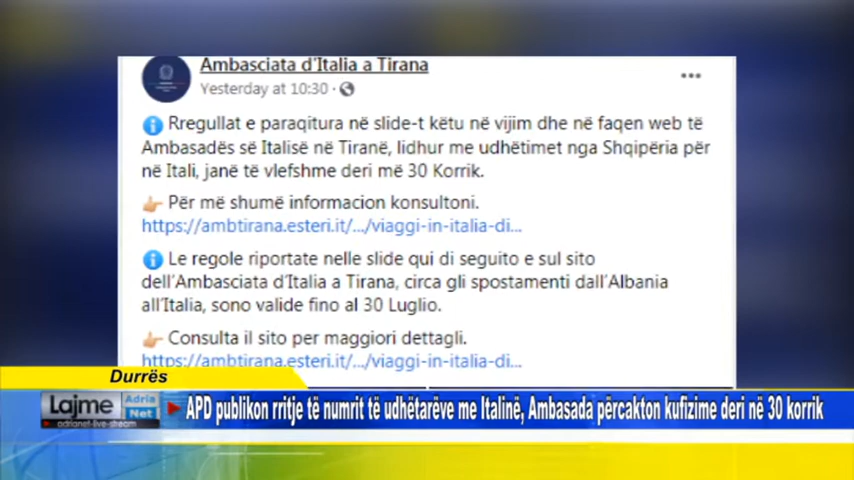 Ambasciata d'Italia a Tirana
Yesterday at 10:30 ·
Rregullat e paraqitura në slide-t këtu në vijim dhe në faqen web të
Ambasadës së Italisë në Tiranë, lidhur me udhëtimet nga Shqipëria për
në Itali, janë të vlefshme deri më 30 Korrik.
Për më shumë informacion konsultoni.
https://ambtirana.esteri.it/.../viaggi-in-italia-di...
Le regole riportate nelle slide qui di seguito e sul sito
dell'Ambasciata d'Italia a Tirana, circa gli spostamenti dall'Albania
all'Italia, sono valide fino al 30 Luglio.
Consulta il sito per maggiori dettagli.
https://ambtirana.esteri.it/.../viaggi-in-italia-di...
Durrës
Lajme Adria Net
adrianet-live-stream
APD publikon rritje të numrit të udhëtarëve me Italinë, Ambasada përcakton kufizime deri në 30 korrik